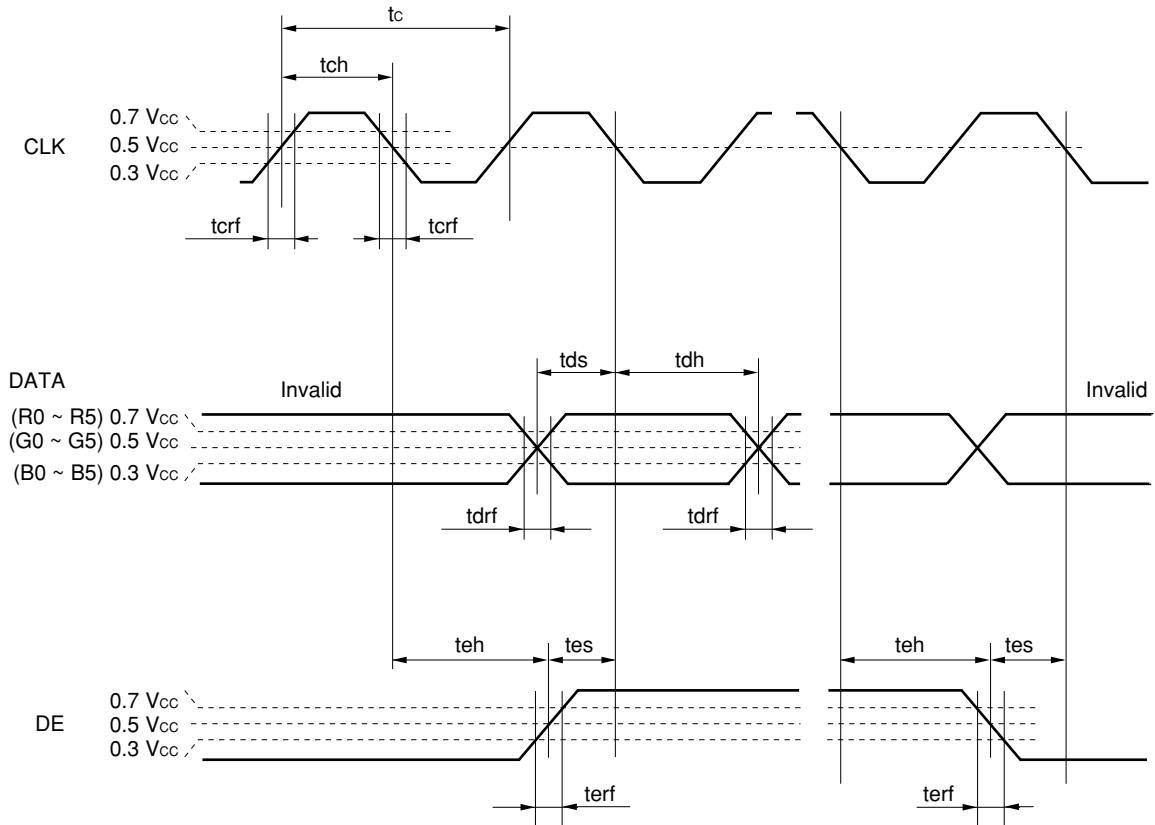 tc
tch
0.7 Vcc
CLK 0.5 Vcc
0.3 Vcc
tcrf tcrf
tds tdh
DATA
Invalid Invalid
(R0 ~ R5) 0.7 Vcc
(G0 ~ G5) 0.5 Vcc
(B0 ~ B5) 0.3 Vcc
tdrf tdrf
teh tes teh tes
0.7 Vcc
DE 0.5 Vcc
0.3 Vcc
terf terf